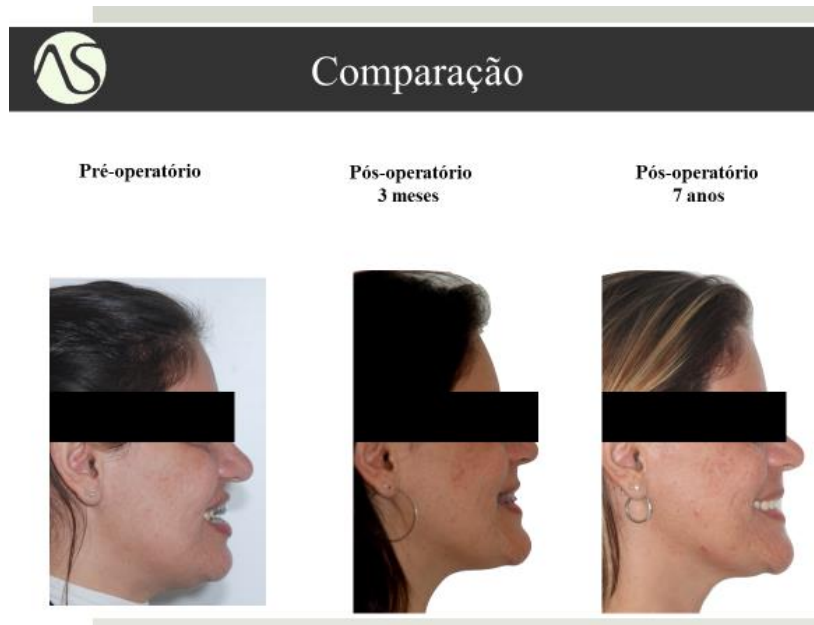 AS
Comparação
Pré-operatório
Pós-operatório
3 meses
Pós-operatório
7 anos